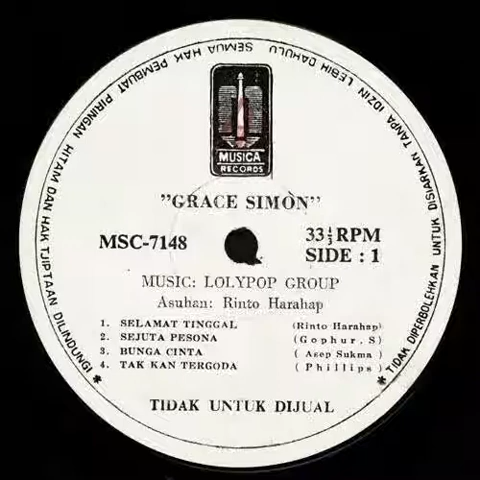 SEMUA HAK PEMBUAT PIRINGAN HITAM DAN HAK TJIPTAAN DILINDUNGI * TIDAK DIPERBOLEHKAN UNTUK DISIARKAN TANPA IDZIN LEBIH DAHULU
MUSICA
RECORDS
"GRACE SIMON"
MSC-7148
33⅓ RPM
SIDE : 1
MUSIC: LOLYPOP GROUP
Asuhan: Rinto Harahap
1. SELAMAT TINGGAL (Rinto Harahap)
2. SEJUTA PESONA (Gophur. S)
3. BUNGA CINTA ( Asep Sukma )
4. TAK KAN TERGODA ( Phillips )
TIDAK UNTUK DIJUAL